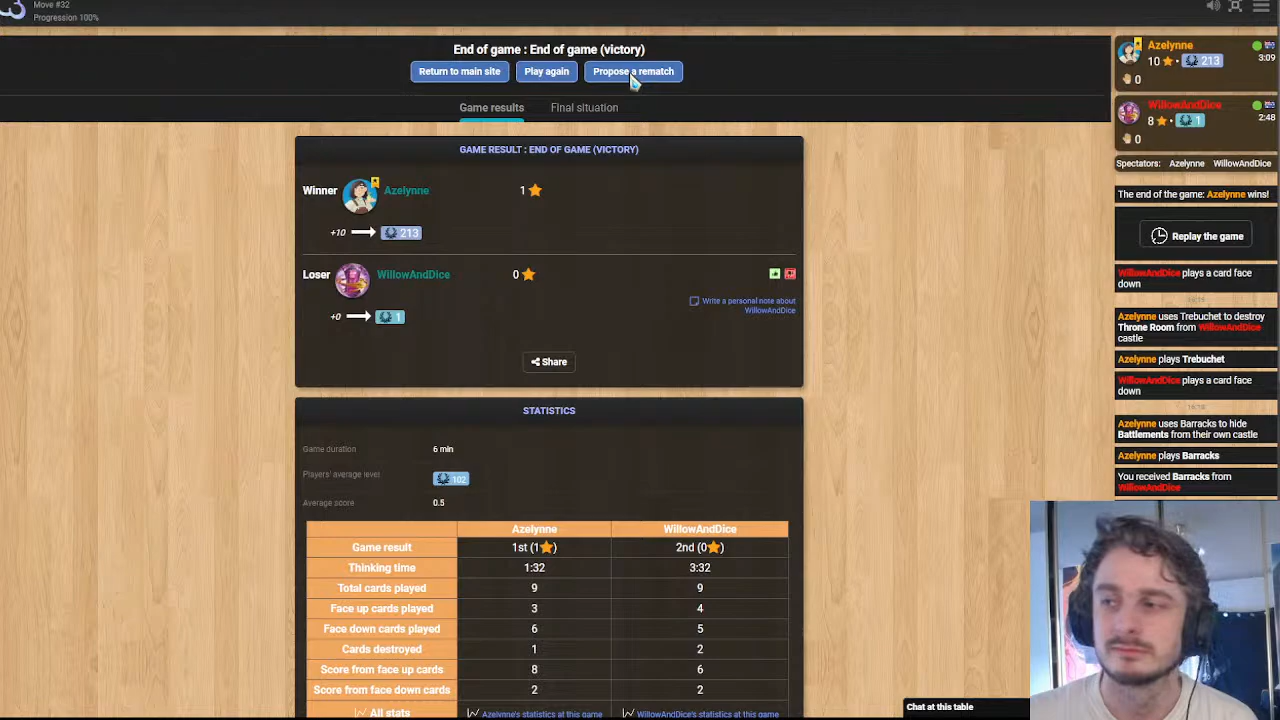 Move #32
Progression 100%
End of game : End of game (victory)
Return to main site
Play again
Propose a rematch
Game results
Final situation
GAME RESULT : END OF GAME (VICTORY)
Winner
Azelynne
1
+10
213
Loser
WillowAndDice
0
Write a personal note about
WillowAndDice
+0
1
Share
STATISTICS
Game duration
6 min
Players' average level
102
Average score
0.5
Azelynne
WillowAndDice
Game result
1st (1★)
2nd (0★)
Thinking time
1:32
3:32
Total cards played
9
9
Face up cards played
3
4
Face down cards played
6
5
Cards destroyed
1
2
Score from face up cards
8
6
Score from face down cards
2
2
All stats
Azelynne's statistics at this game
WillowAndDice's statistics at this game
Azelynne
3:09
10 ★ • 213
0
WillowAndDice
2:48
8 ★ • 1
0
Spectators: Azelynne WillowAndDice
The end of the game: Azelynne wins!
Replay the game
WillowAndDice plays a card face
down
Azelynne uses Trebuchet to destroy
Throne Room from WillowAndDice
castle
Azelynne plays Trebuchet
WillowAndDice plays a card face
down
Azelynne uses Barracks to hide
Battlements from their own castle
Azelynne plays Barracks
You received Barracks from
WillowAndDice
Chat at this table